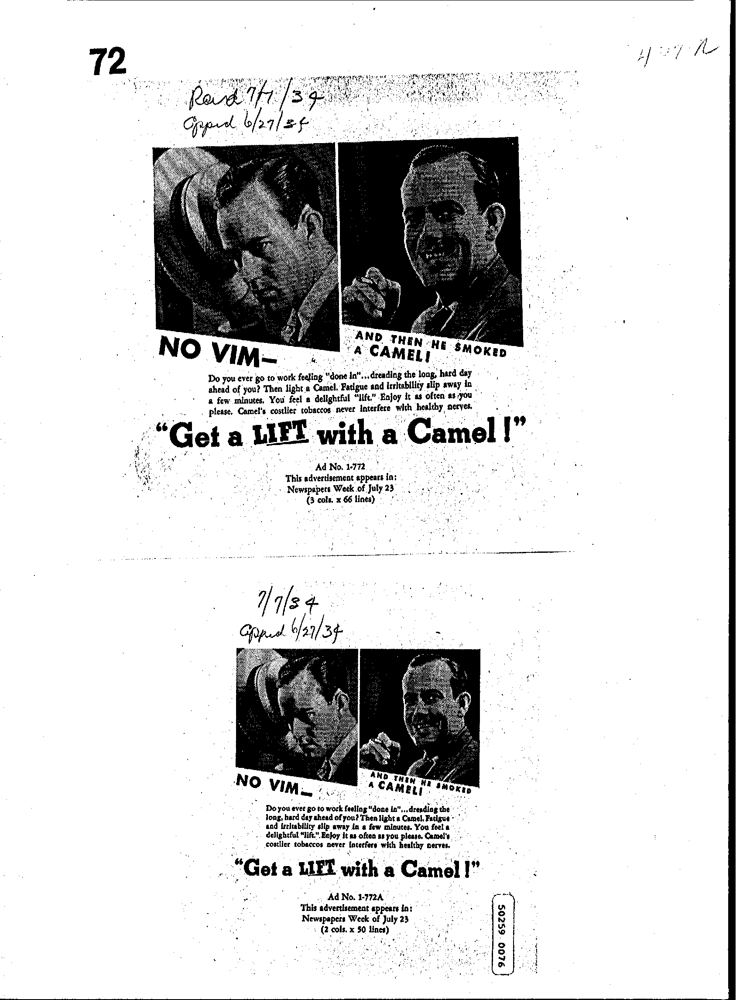 72
7/7/34
Appvd 6/27/34
NO VIM—
AND THEN HE SMOKED
A CAMEL!
Do you ever go to work feeling "done in"...dreading the long, hard day
ahead of you? Then light a Camel. Fatigue and irritability slip away in
a few minutes. You feel a delightful "lift." Enjoy it as often as you
please. Camel's costlier tobaccos never interfere with healthy nerves.
"Get a LIFT with a Camel!"
Ad No. 1-772
This advertisement appears in:
Newspapers Week of July 23
(3 cols. x 66 lines)
7/7/34
Appvd 6/27/34
NO VIM—
AND THEN HE SMOKED
A CAMEL!
Do you ever go to work feeling "done in"...dreading the
long, hard day ahead of you? Then light a Camel. Fatigue
and irritability slip away in a few minutes. You feel a
delightful "lift." Enjoy it as often as you please. Camel's
costlier tobaccos never interfere with healthy nerves.
"Get a LIFT with a Camel!"
Ad No. 1-772A
This advertisement appears in:
Newspapers Week of July 23
(2 cols. x 50 lines)
50259 0076